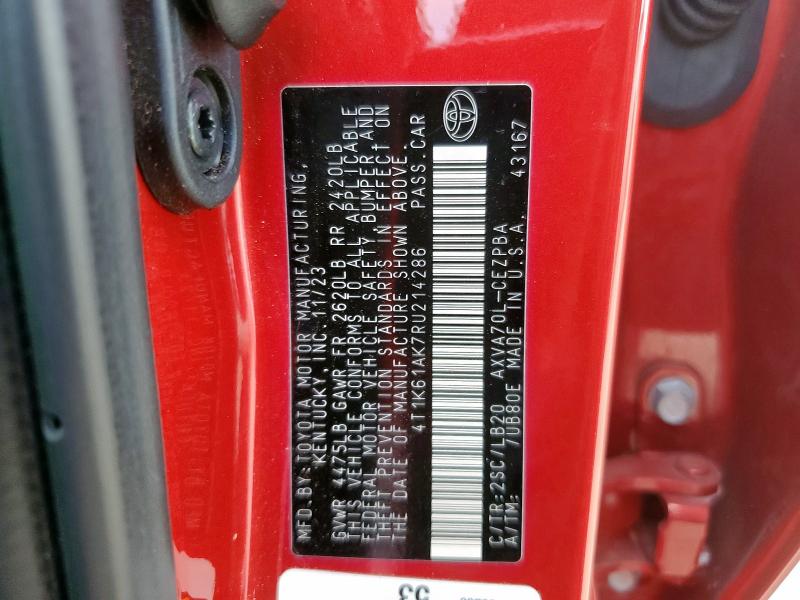 MFD. BY: TOYOTA MOTOR MANUFACTURING,
KENTUCKY, INC. 11/23
GVWR 4475LB GAWR FR 2620LB RR 2420LB
THIS VEHICLE CONFORMS TO ALL APPLICABLE
FEDERAL MOTOR VEHICLE SAFETY, BUMPER, AND
THEFT PREVENTION STANDARDS IN EFFECT ON
THE DATE OF MANUFACTURE SHOWN ABOVE.
4T1K61AK7RU214286 PASS.CAR
C/TR:2SC/LB20 AXVA70L-CEZPBA
A/TM: 7UB80E MADE IN U.S.A. 43167
53